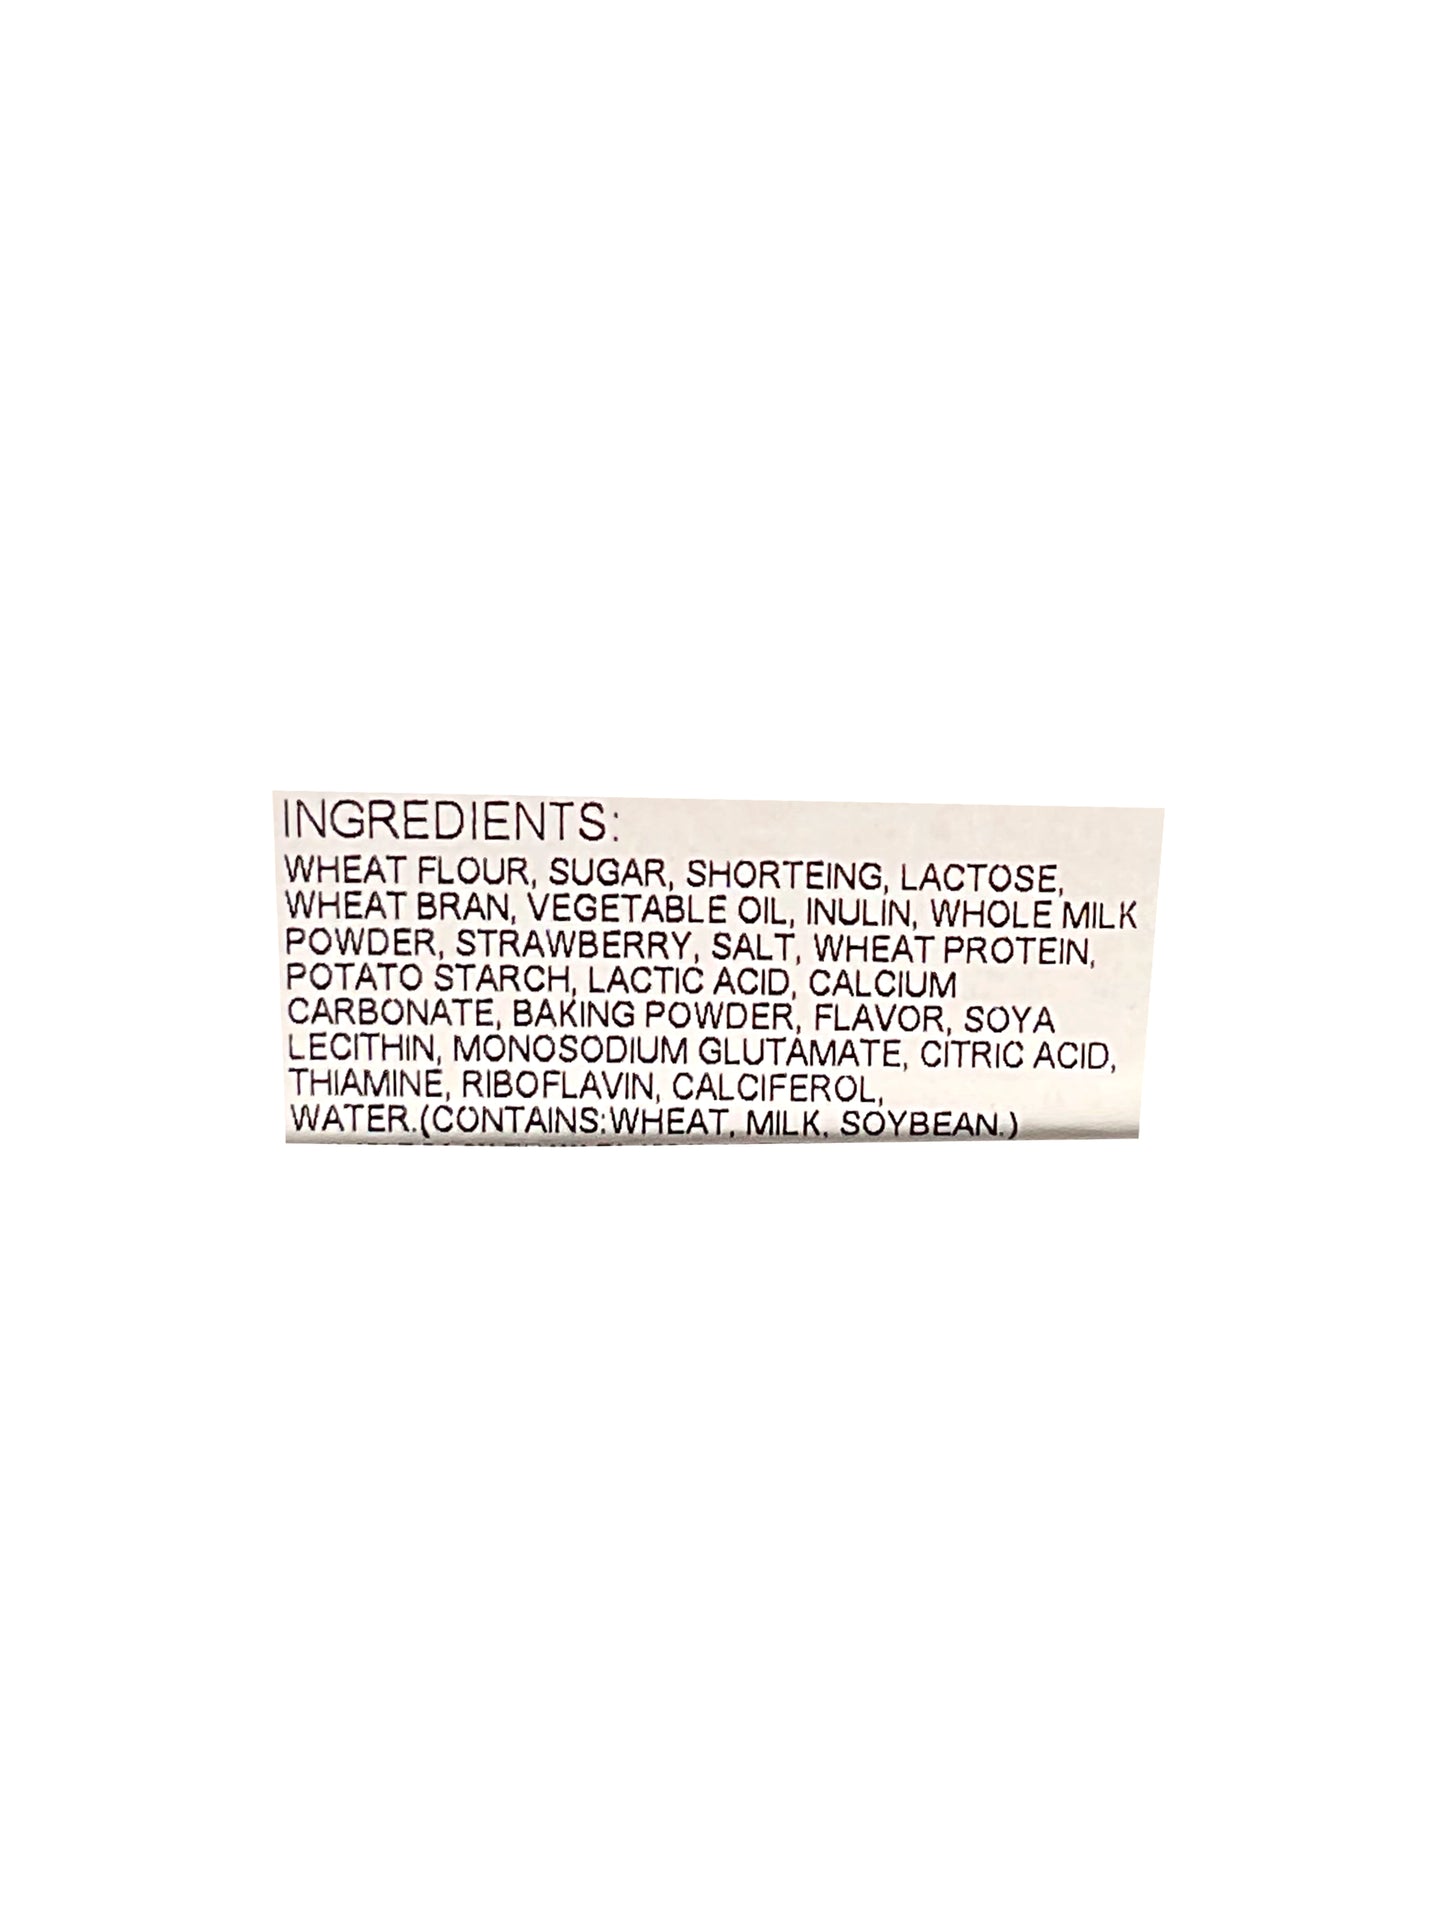 INGREDIENTS:
WHEAT FLOUR, SUGAR, SHORTEING, LACTOSE,
WHEAT BRAN, VEGETABLE OIL, INULIN, WHOLE MILK
POWDER, STRAWBERRY, SALT, WHEAT PROTEIN,
POTATO STARCH, LACTIC ACID, CALCIUM
CARBONATE, BAKING POWDER, FLAVOR, SOYA
LECITHIN, MONOSODIUM GLUTAMATE, CITRIC ACID,
THIAMINE, RIBOFLAVIN, CALCIFEROL,
WATER.(CONTAINS:WHEAT, MILK, SOYBEAN.)